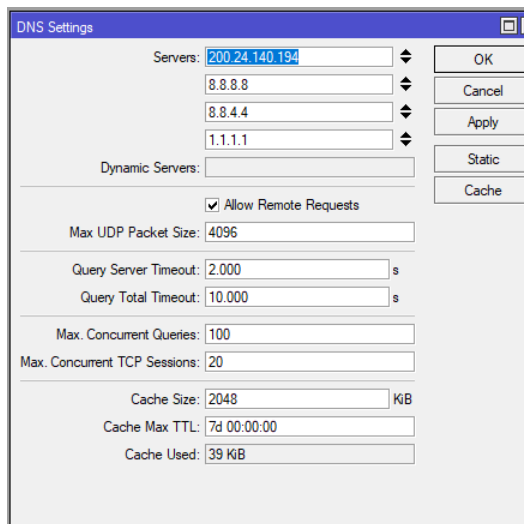 DNS Settings
Servers: 200.24.140.194
8.8.8.8
8.8.4.4
1.1.1.1
Dynamic Servers:
Allow Remote Requests
Max UDP Packet Size: 4096
Query Server Timeout: 2.000 s
Query Total Timeout: 10.000 s
Max. Concurrent Queries: 100
Max. Concurrent TCP Sessions: 20
Cache Size: 2048 KiB
Cache Max TTL: 7d 00:00:00
Cache Used: 39 KiB
OK
Cancel
Apply
Static
Cache